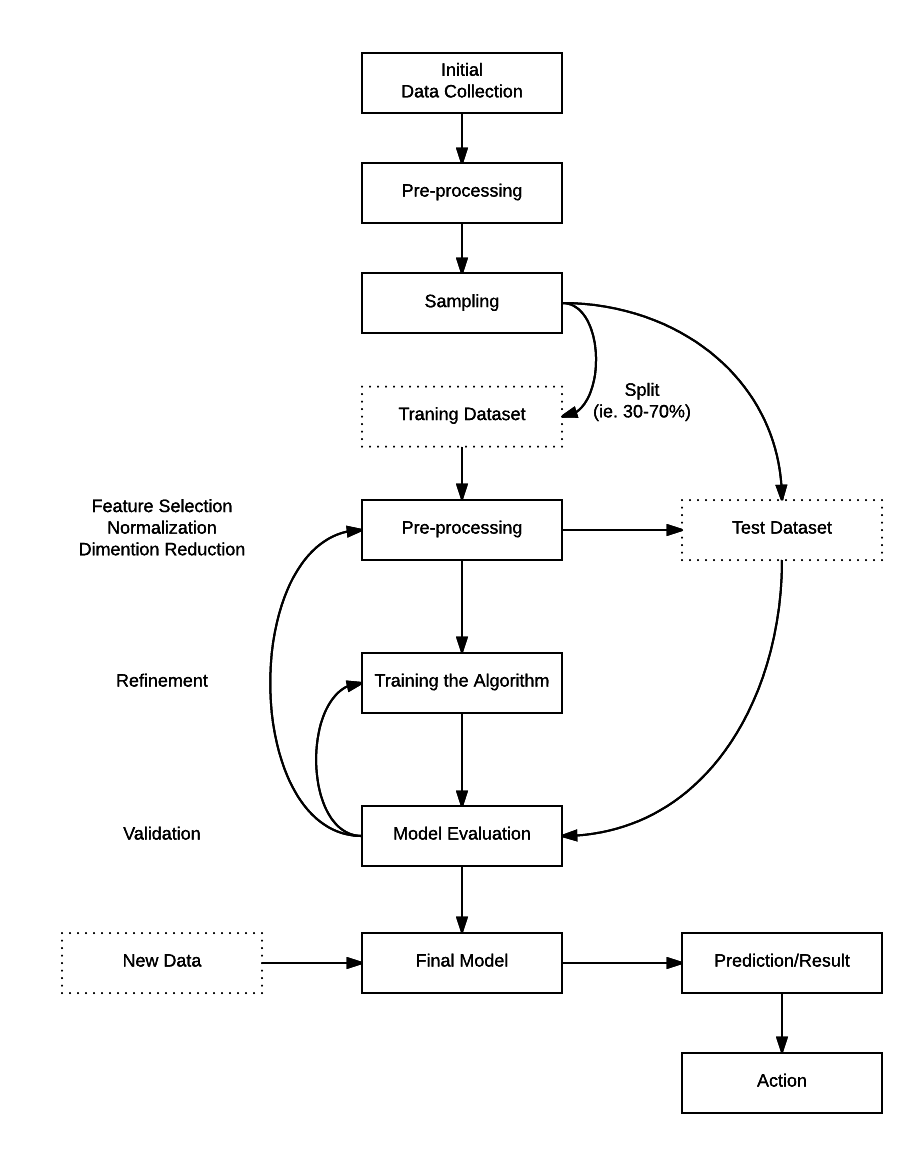 Initial
Data Collection
Pre-processing
Sampling
Split
(ie. 30-70%)
Traning Dataset
Feature Selection
Normalization
Dimention Reduction
Pre-processing
Test Dataset
Refinement
Training the Algorithm
Validation
Model Evaluation
New Data
Final Model
Prediction/Result
Action